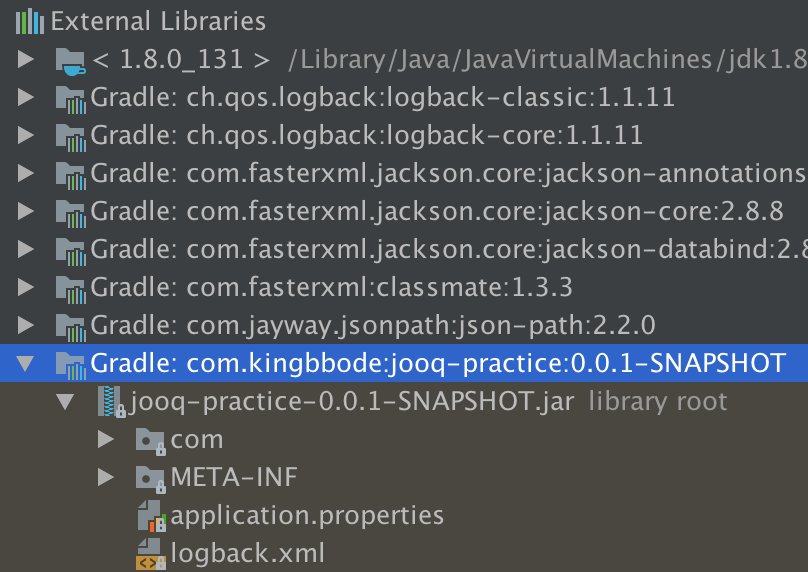 External Libraries
< 1.8.0_131 > /Library/Java/JavaVirtualMachines/jdk1.8
Gradle: ch.qos.logback:logback-classic:1.1.11
Gradle: ch.qos.logback:logback-core:1.1.11
Gradle: com.fasterxml.jackson.core:jackson-annotations
Gradle: com.fasterxml.jackson.core:jackson-core:2.8.8
Gradle: com.fasterxml.jackson.core:jackson-databind:2.8
Gradle: com.fasterxml:classmate:1.3.3
Gradle: com.jayway.jsonpath:json-path:2.2.0
Gradle: com.kingbbode:jooq-practice:0.0.1-SNAPSHOT
jooq-practice-0.0.1-SNAPSHOT.jar library root
com
META-INF
application.properties
logback.xml